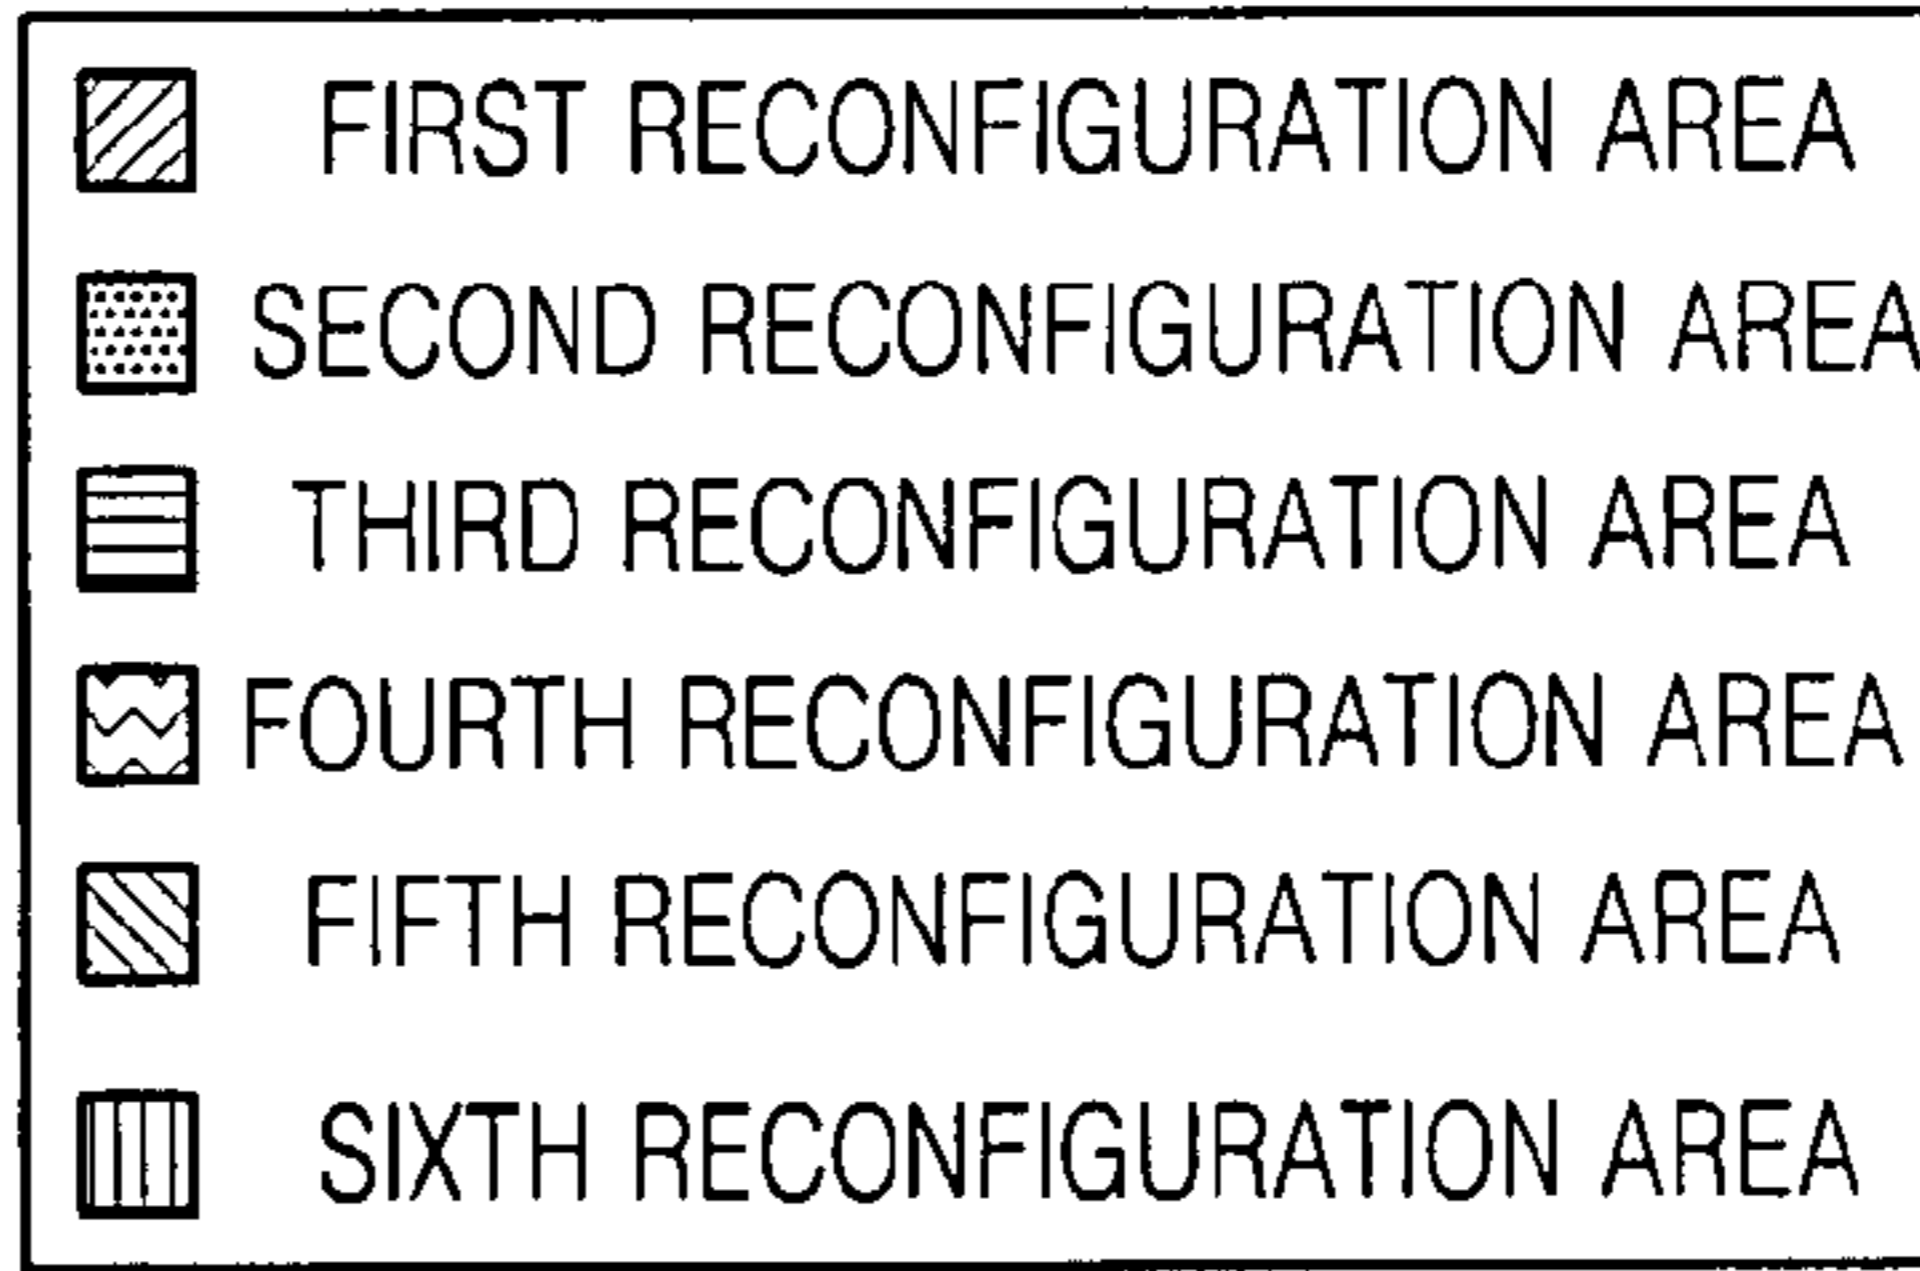 FIRST RECONFIGURATION AREA
SECOND RECONFIGURATION AREA
THIRD RECONFIGURATION AREA
FOURTH RECONFIGURATION AREA
FIFTH RECONFIGURATION AREA
SIXTH RECONFIGURATION AREA